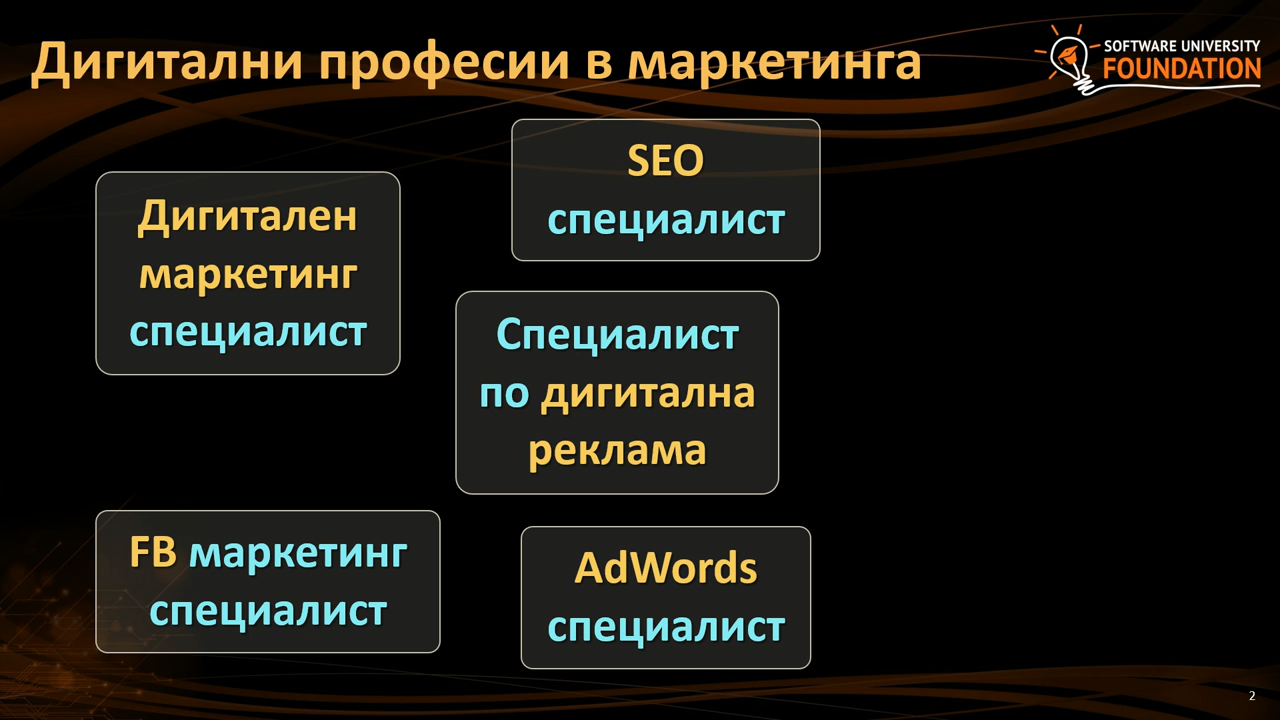 Дигитални професии в маркетинга
SOFTWARE UNIVERSITY
FOUNDATION
Дигитален
маркетинг
специалист
SEO
специалист
Специалист
по дигитална
реклама
FB маркетинг
специалист
AdWords
специалист
2